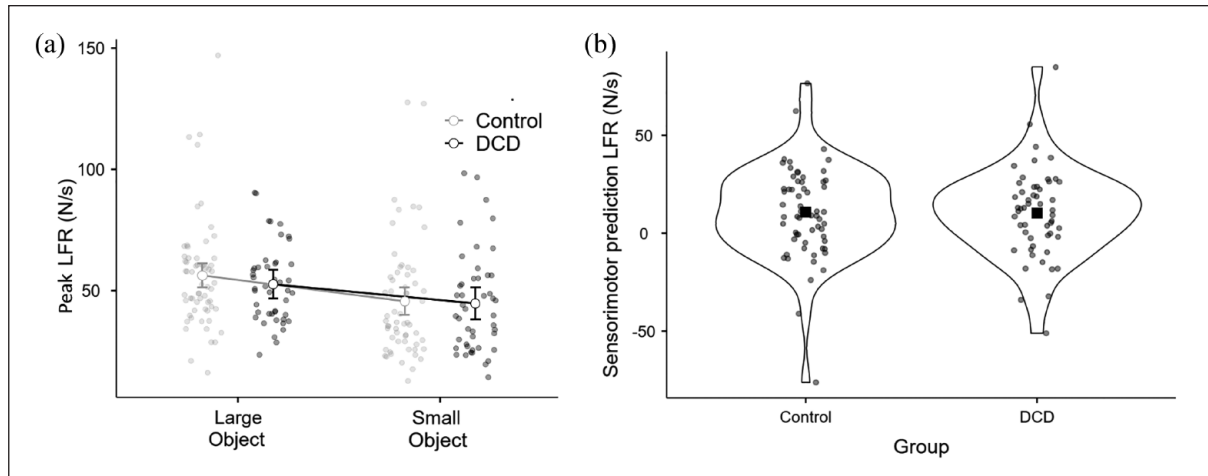 (a)
150
100
50
Peak LFR (N/s)
Control
DCD
Large
Object
Small
Object
(b)
50
0
-50
Sensorimotor prediction LFR (N/s)
Control
DCD
Group